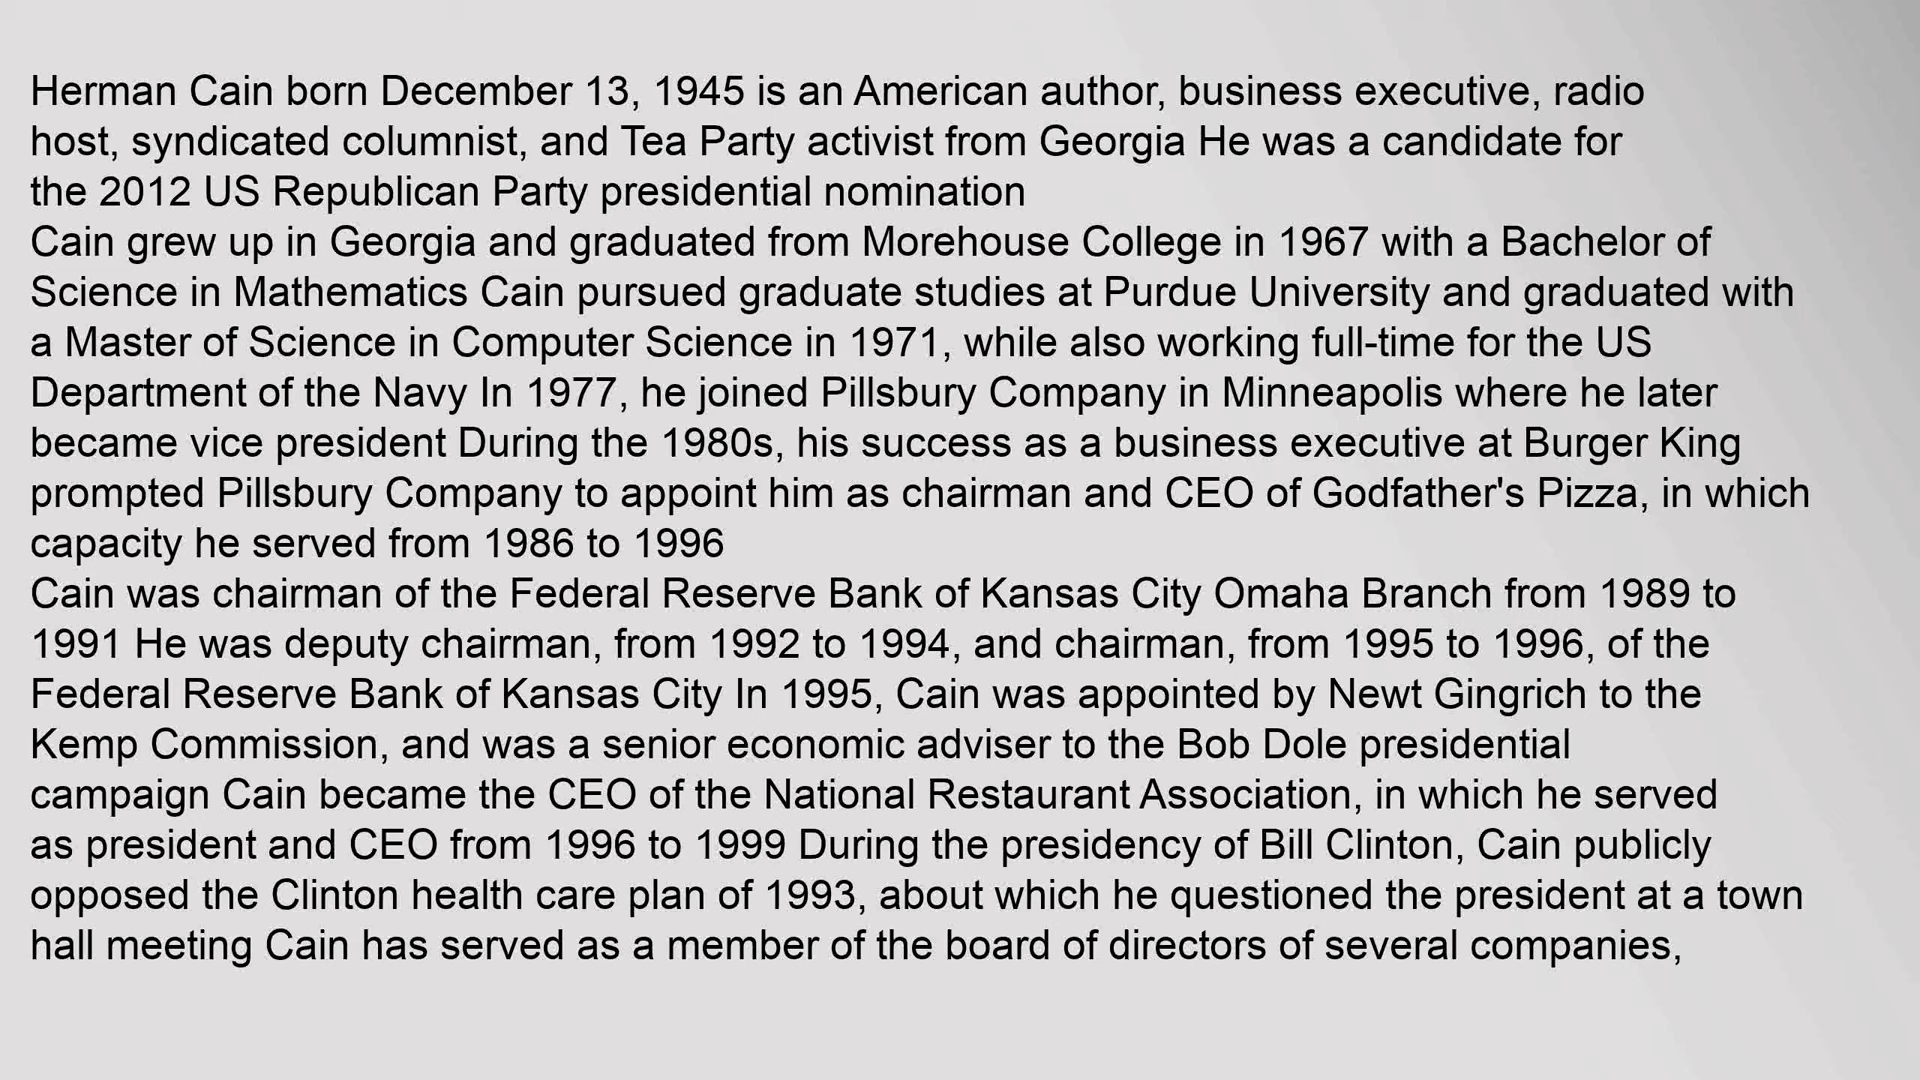 Herman Cain born December 13, 1945 is an American author, business executive, radio
host, syndicated columnist, and Tea Party activist from Georgia He was a candidate for
the 2012 US Republican Party presidential nomination
Cain grew up in Georgia and graduated from Morehouse College in 1967 with a Bachelor of
Science in Mathematics Cain pursued graduate studies at Purdue University and graduated with
a Master of Science in Computer Science in 1971, while also working full-time for the US
Department of the Navy In 1977, he joined Pillsbury Company in Minneapolis where he later
became vice president During the 1980s, his success as a business executive at Burger King
prompted Pillsbury Company to appoint him as chairman and CEO of Godfather's Pizza, in which
capacity he served from 1986 to 1996
Cain was chairman of the Federal Reserve Bank of Kansas City Omaha Branch from 1989 to
1991 He was deputy chairman, from 1992 to 1994, and chairman, from 1995 to 1996, of the
Federal Reserve Bank of Kansas City In 1995, Cain was appointed by Newt Gingrich to the
Kemp Commission, and was a senior economic adviser to the Bob Dole presidential
campaign Cain became the CEO of the National Restaurant Association, in which he served
as president and CEO from 1996 to 1999 During the presidency of Bill Clinton, Cain publicly
opposed the Clinton health care plan of 1993, about which he questioned the president at a town
hall meeting Cain has served as a member of the board of directors of several companies,